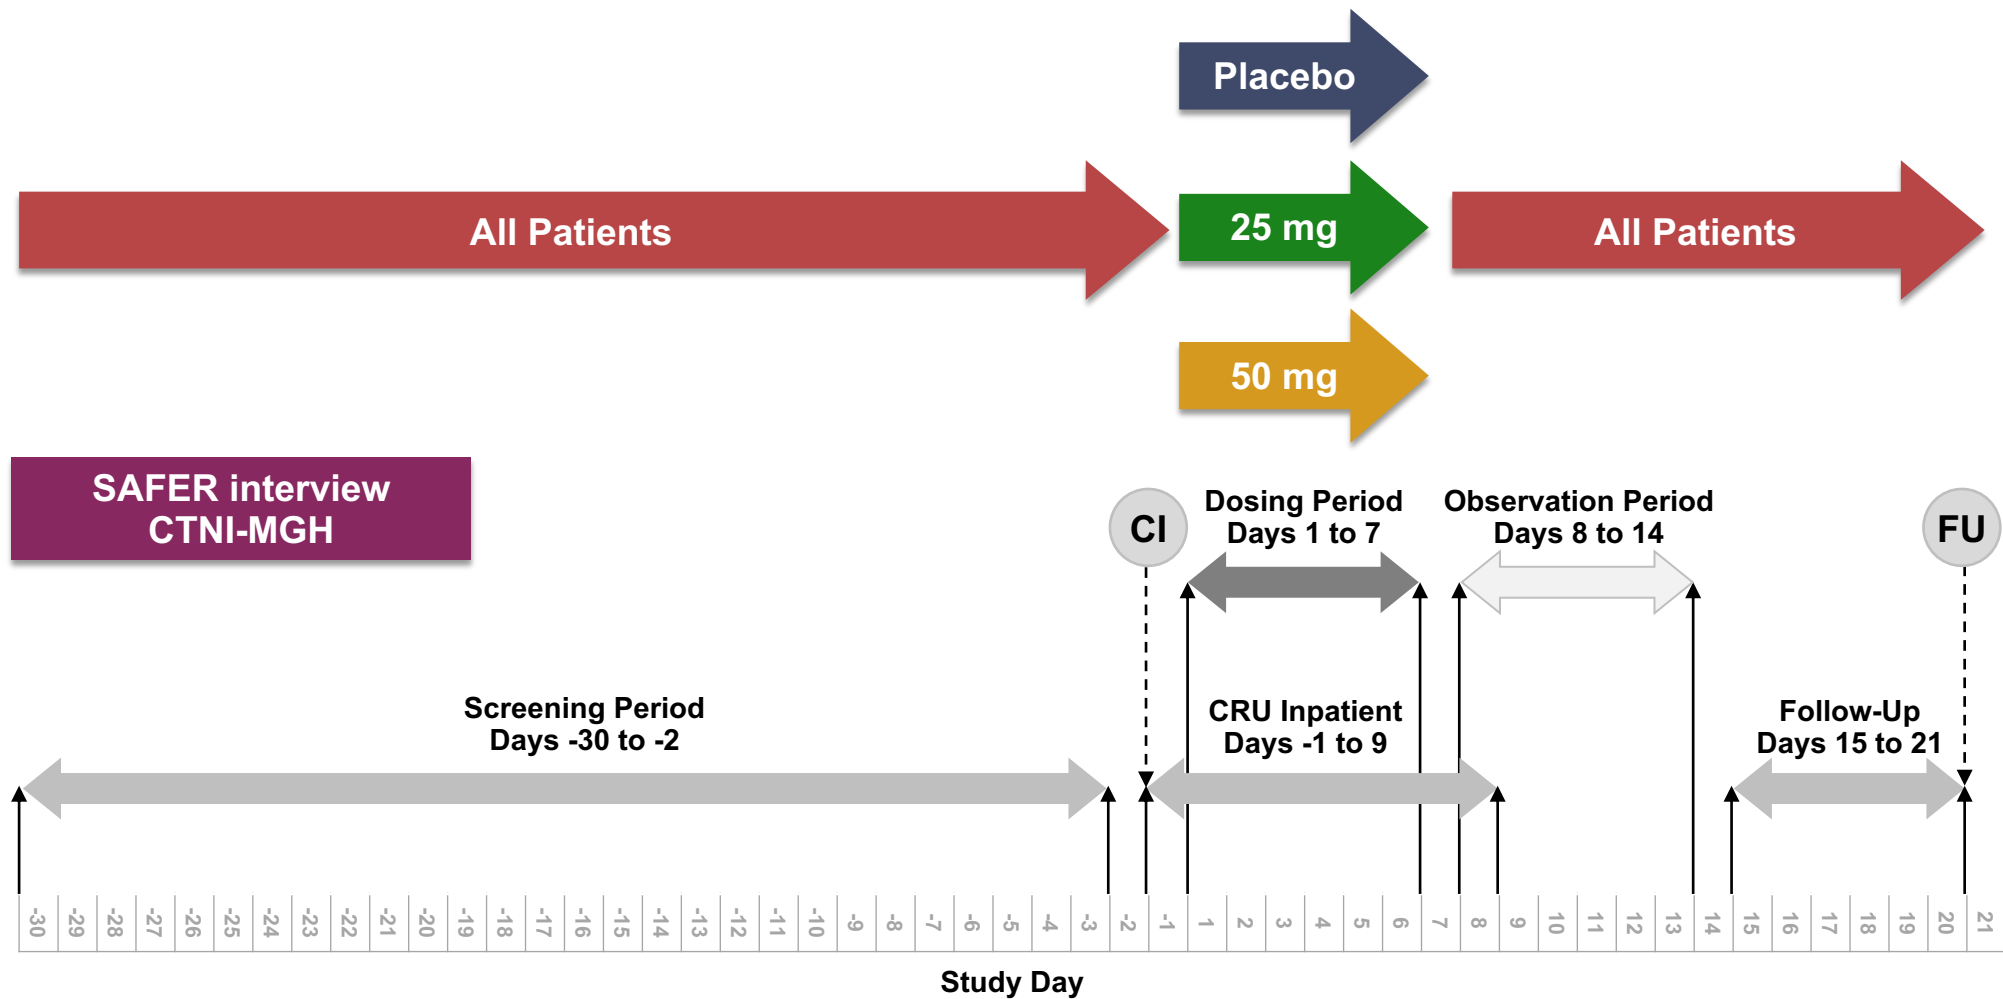 Placebo
All Patients
25 mg
All Patients
50 mg
SAFER interview
CTNI-MGH
CI
Dosing Period
Days 1 to 7
Observation Period
Days 8 to 14
FU
Screening Period
Days -30 to -2
CRU Inpatient
Days -1 to 9
Follow-Up
Days 15 to 21
-30 -29 -28 -27 -26 -25 -24 -23 -22 -21 -20 -19 -18 -17 -16 -15 -14 -13 -12 -11 -10 -9 -8 -7 -6 -5 -4 -3 -2 -1 1 2 3 4 5 6 7 8 9 10 11 12 13 14 15 16 17 18 19 20 21
Study Day